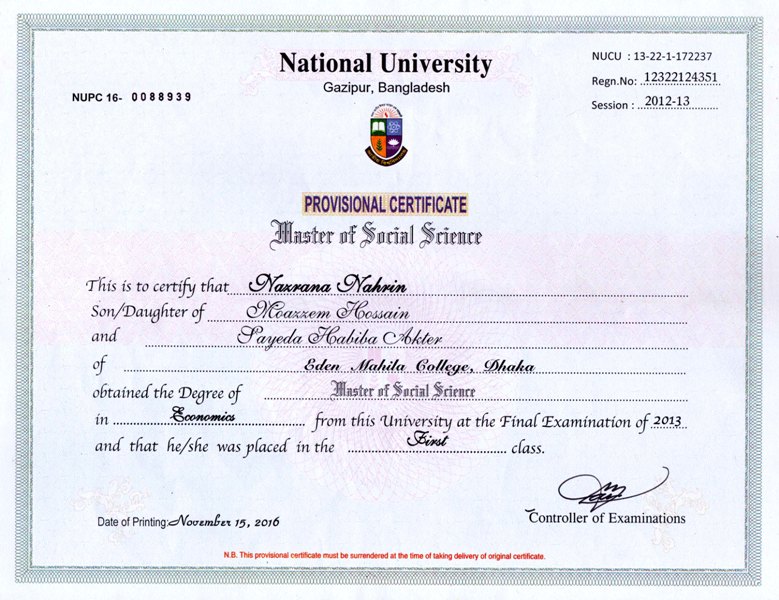 National University
Gazipur, Bangladesh
NUPC 16- 0088939
NUCU : 13-22-1-172237
Regn.No: 12322124351
Session : 2012-13
PROVISIONAL CERTIFICATE
Master of Social Science
This is to certify that Nazrana Nahrin
Son/Daughter of Moazzem Hossain
and Sayeda Habiba Akter
of Eden Mahila College, Dhaka
obtained the Degree of Master of Social Science
in Economics from this University at the Final Examination of 2013
and that he/she was placed in the First class.
Date of Printing: November 15, 2016
Controller of Examinations
N.B. This provisional certificate must be surrendered at the time of taking delivery of original certificate.